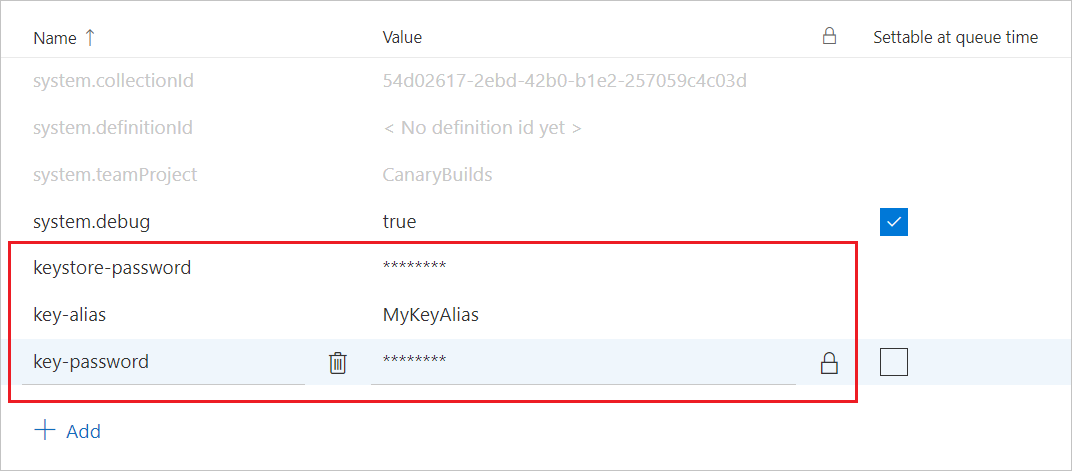 Name ↑ Value Settable at queue time
system.collectionId 54d02617-2ebd-42b0-b1e2-257059c4c03d
system.definitionId < No definition id yet >
system.teamProject CanaryBuilds
system.debug true
keystore-password ********
key-alias MyKeyAlias
key-password ********
+ Add